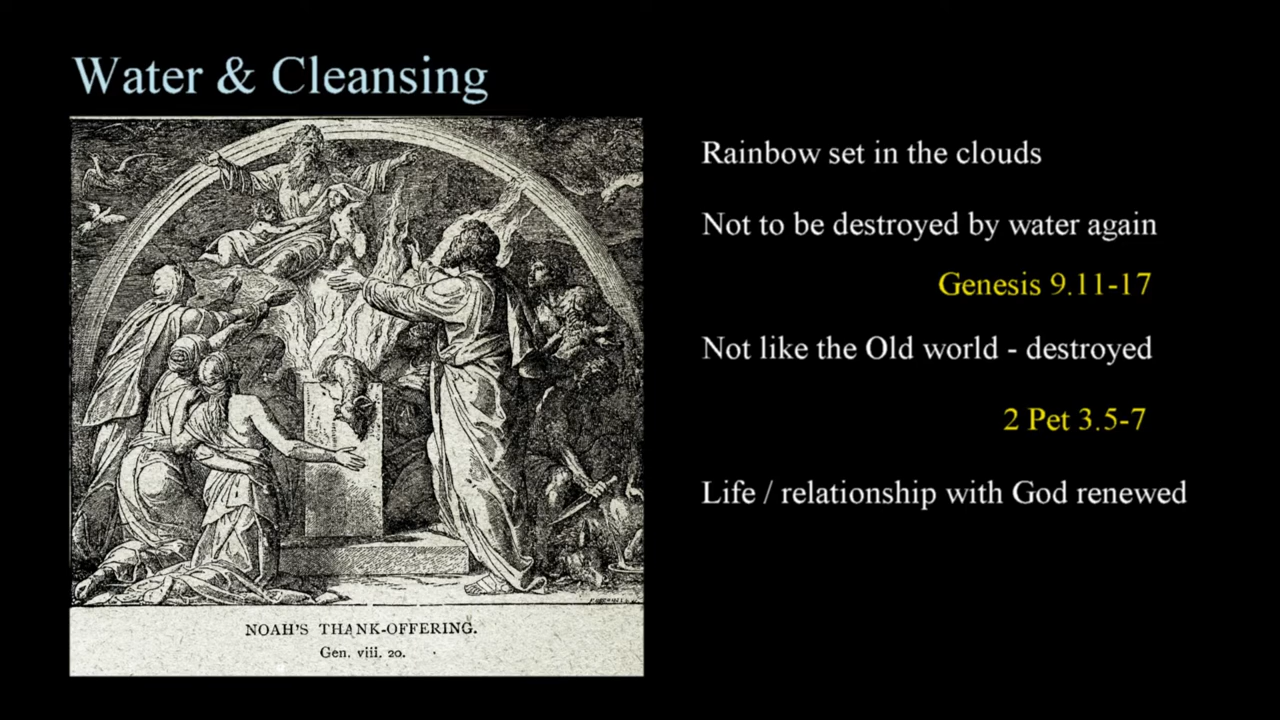 Water & Cleansing
Rainbow set in the clouds
Not to be destroyed by water again
Genesis 9.11-17
Not like the Old world - destroyed
2 Pet 3.5-7
Life / relationship with God renewed
NOAH'S THANK-OFFERING.
Gen. viii. 20.